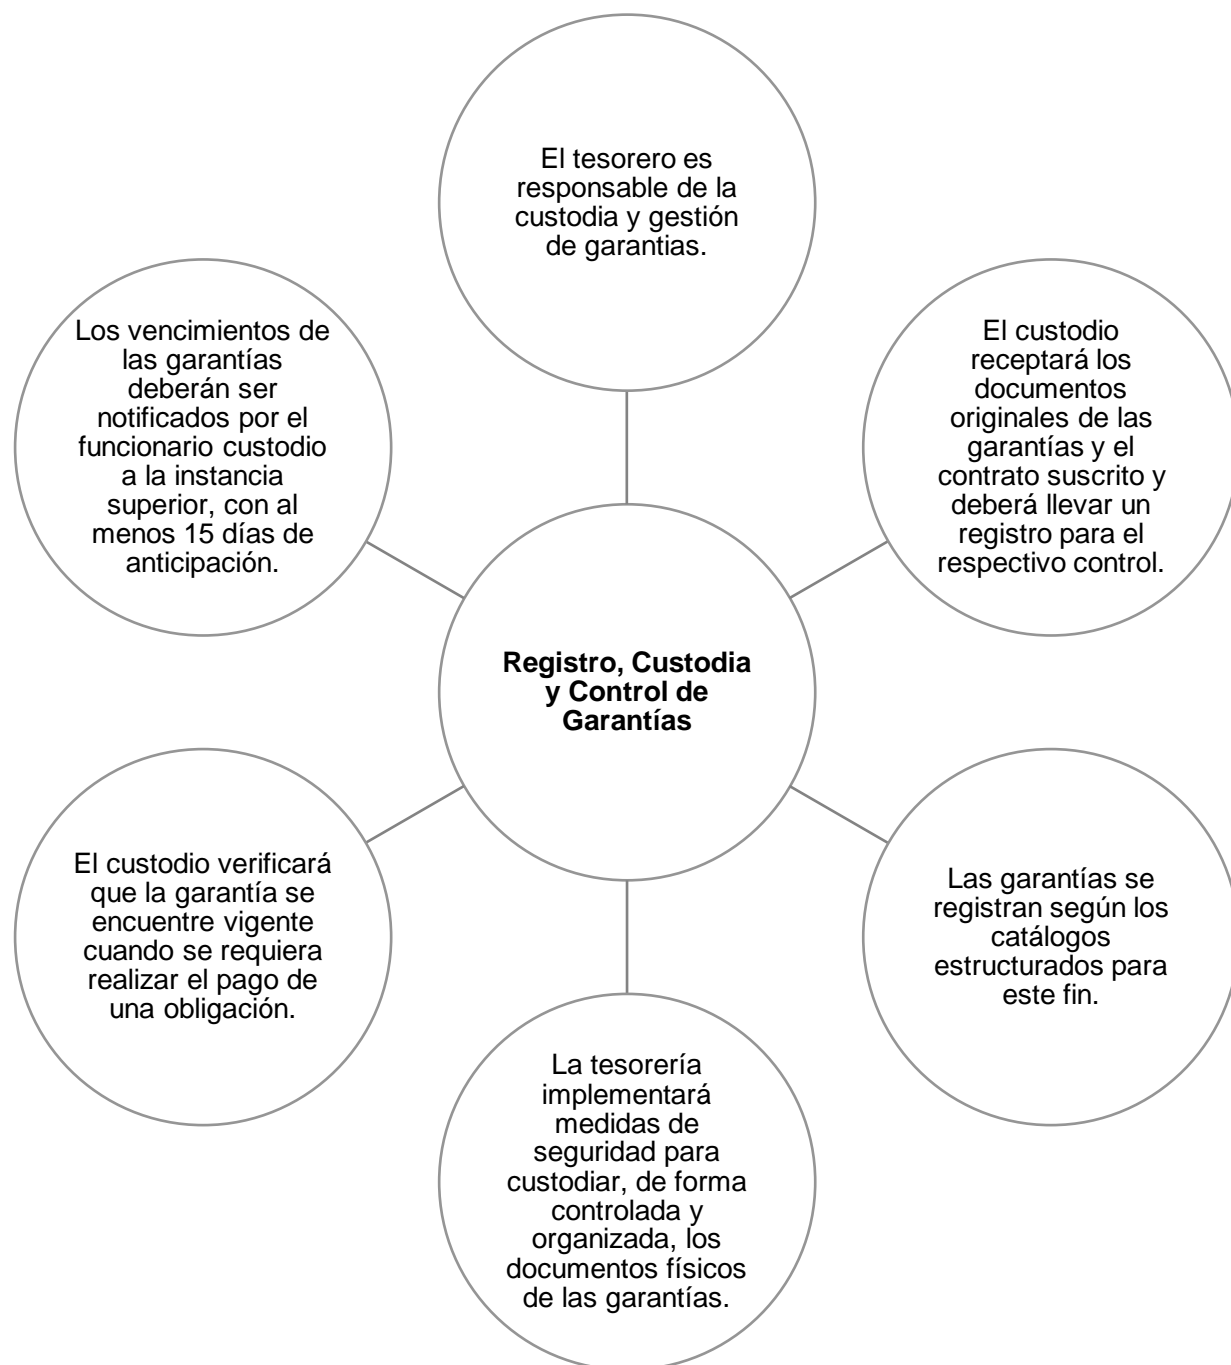 El tesorero es
responsable de la
custodia y gestión
de garantias.
Los vencimientos de
las garantías
deberán ser
notificados por el
funcionario custodio
a la instancia
superior, con al
menos 15 días de
anticipación.
El custodio
receptará los
documentos
originales de las
garantías y el
contrato suscrito y
deberá llevar un
registro para el
respectivo control.
Registro, Custodia
y Control de
Garantías
El custodio verificará
que la garantía se
encuentre vigente
cuando se requiera
realizar el pago de
una obligación.
Las garantías se
registran según los
catálogos
estructurados para
este fin.
La tesorería
implementará
medidas de
seguridad para
custodiar, de forma
controlada y
organizada, los
documentos físicos
de las garantías.